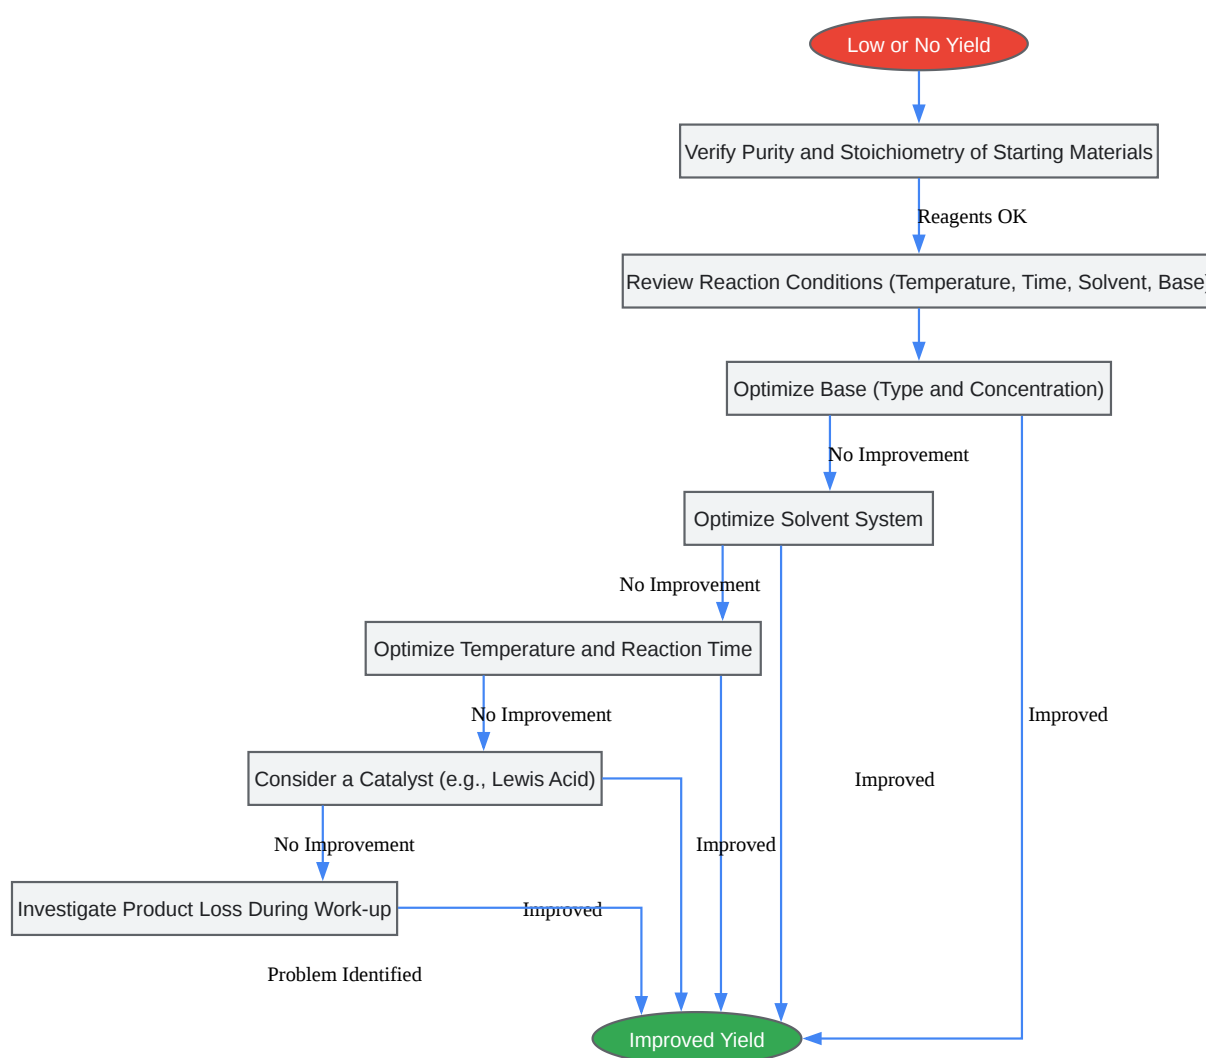 Low or No Yield
Verify Purity and Stoichiometry of Starting Materials
Reagents OK
Review Reaction Conditions (Temperature, Time, Solvent, Base)
Optimize Base (Type and Concentration)
No Improvement
Optimize Solvent System
No Improvement
Optimize Temperature and Reaction Time
No Improvement
Improved
Improved
Consider a Catalyst (e.g., Lewis Acid)
No Improvement
Improved
Investigate Product Loss During Work-up
Improved
Problem Identified
Improved Yield